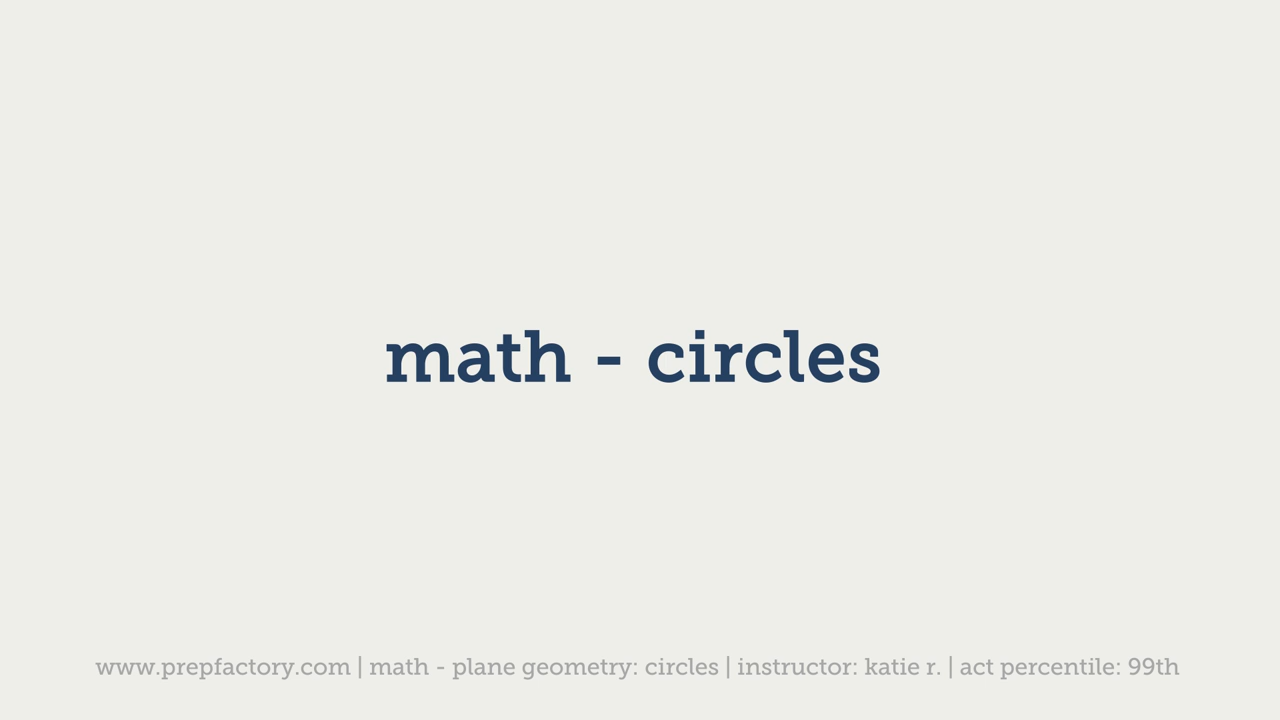 math - circles
www.prepfactory.com | math - plane geometry: circles | instructor: katie r. | act percentile: 99th